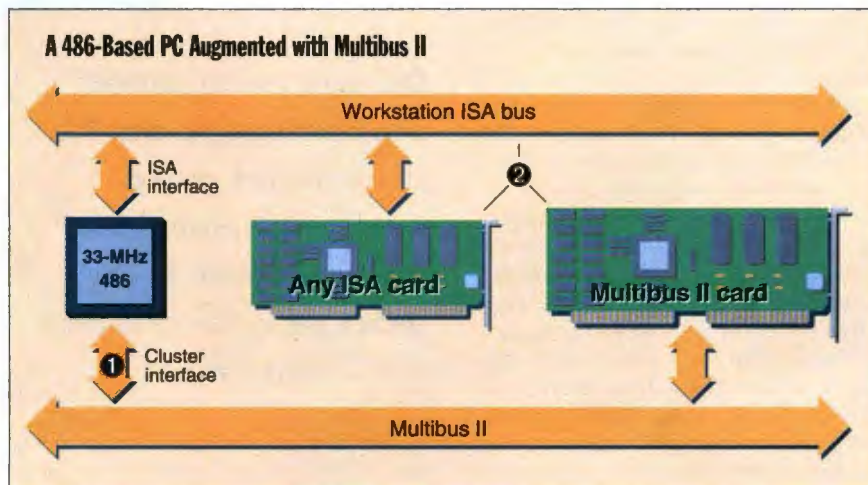 A 486-Based PC Augmented with Multibus II
Workstation ISA bus
ISA
interface
2
33-MHz
486
Any ISA card
Multibus II card
1
Cluster
interface
Multibus II